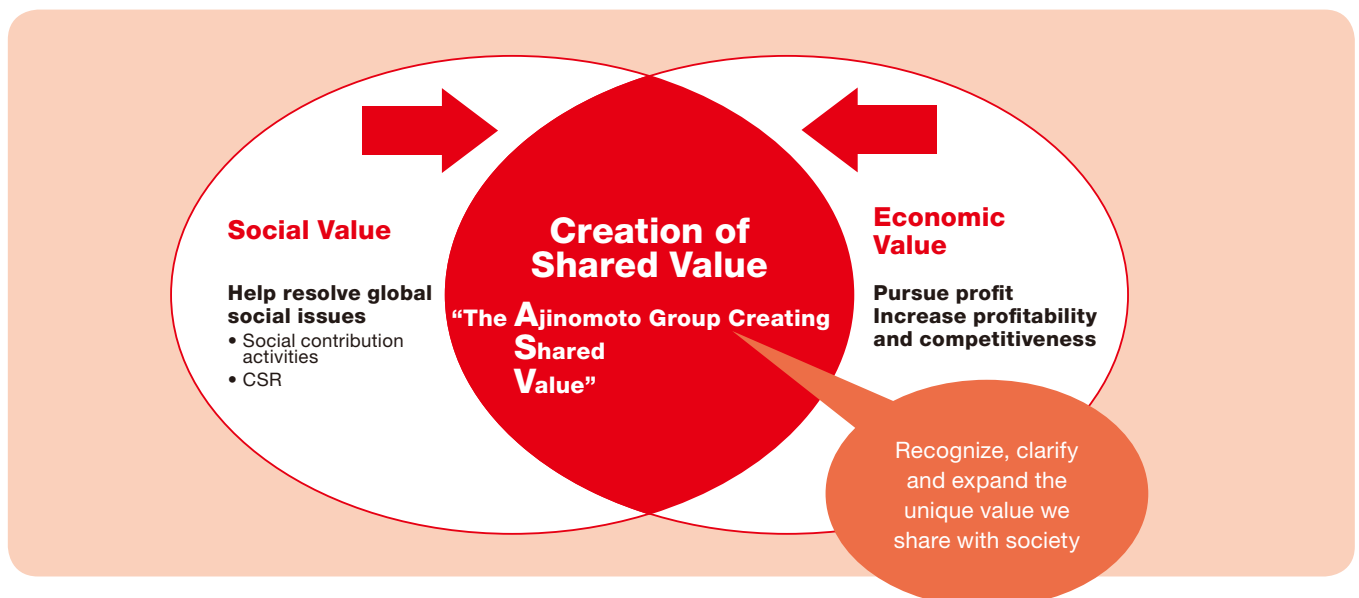 Social Value
Help resolve global
social issues
• Social contribution
activities
• CSR
Creation of
Shared Value
“The Ajinomoto Group Creating
Shared
Value”
Economic
Value
Pursue profit
Increase profitability
and competitiveness
Recognize, clarify
and expand the
unique value we
share with society